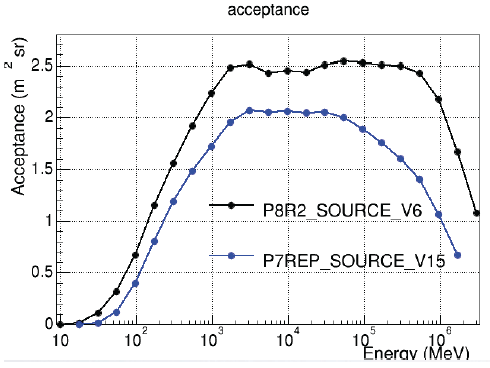 acceptance
Acceptance (m² sr)
2.5
2
1.5
1
0.5
0
P8R2_SOURCE_V6
P7REP_SOURCE_V15
10 10² 10³ 10⁴ 10⁵ 10⁶
Energy (MeV)